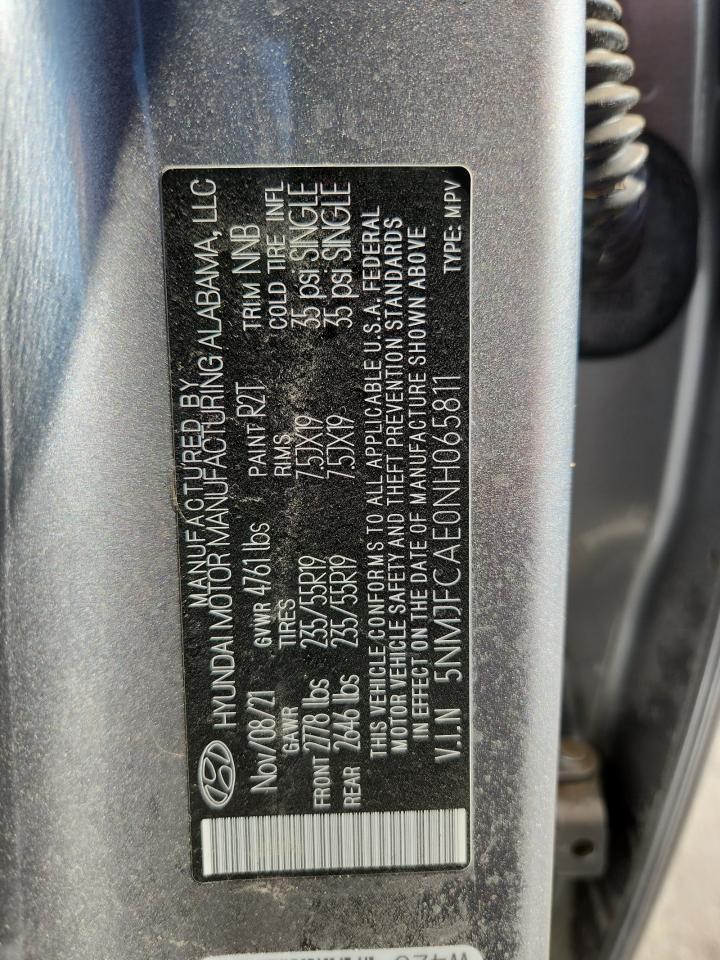 MANUFACTURED BY
HYUNDAI MOTOR MANUFACTURING ALABAMA, LLC
Nov/08/21 GVWR 4761 lbs PAINT R2T TRIM NNB
GAWR TIRES RIMS COLD TIRE INFL
FRONT 2778 lbs 235/55R19 7.5JX19 35 psi SINGLE
REAR 2646 lbs 235/55R19 7.5JX19 35 psi SINGLE
THIS VEHICLE CONFORMS TO ALL APPLICABLE U.S.A. FEDERAL
MOTOR VEHICLE SAFETY AND THEFT PREVENTION STANDARDS
IN EFFECT ON THE DATE OF MANUFACTURE SHOWN ABOVE
V.I.N 5NMJFCAE0NH065811 TYPE: MPV